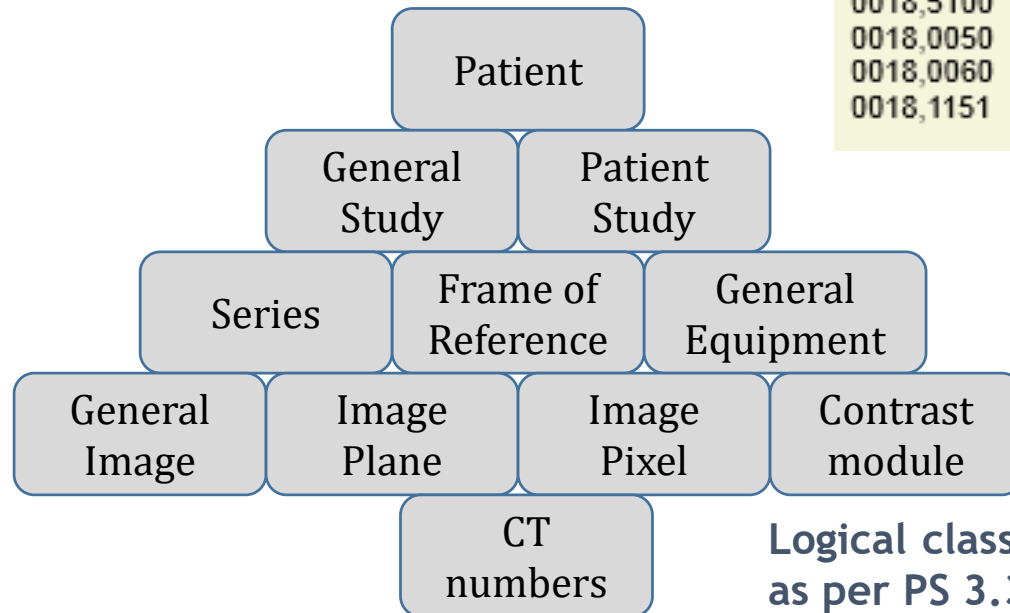 0018,5100
0018,0050
0018,0060
0018,1151
Patient
General
Study
Patient
Study
Series
Frame of
Reference
General
Equipment
General
Image
Image
Plane
Image
Pixel
Contrast
module
CT
numbers
Logical class
as per PS 3.